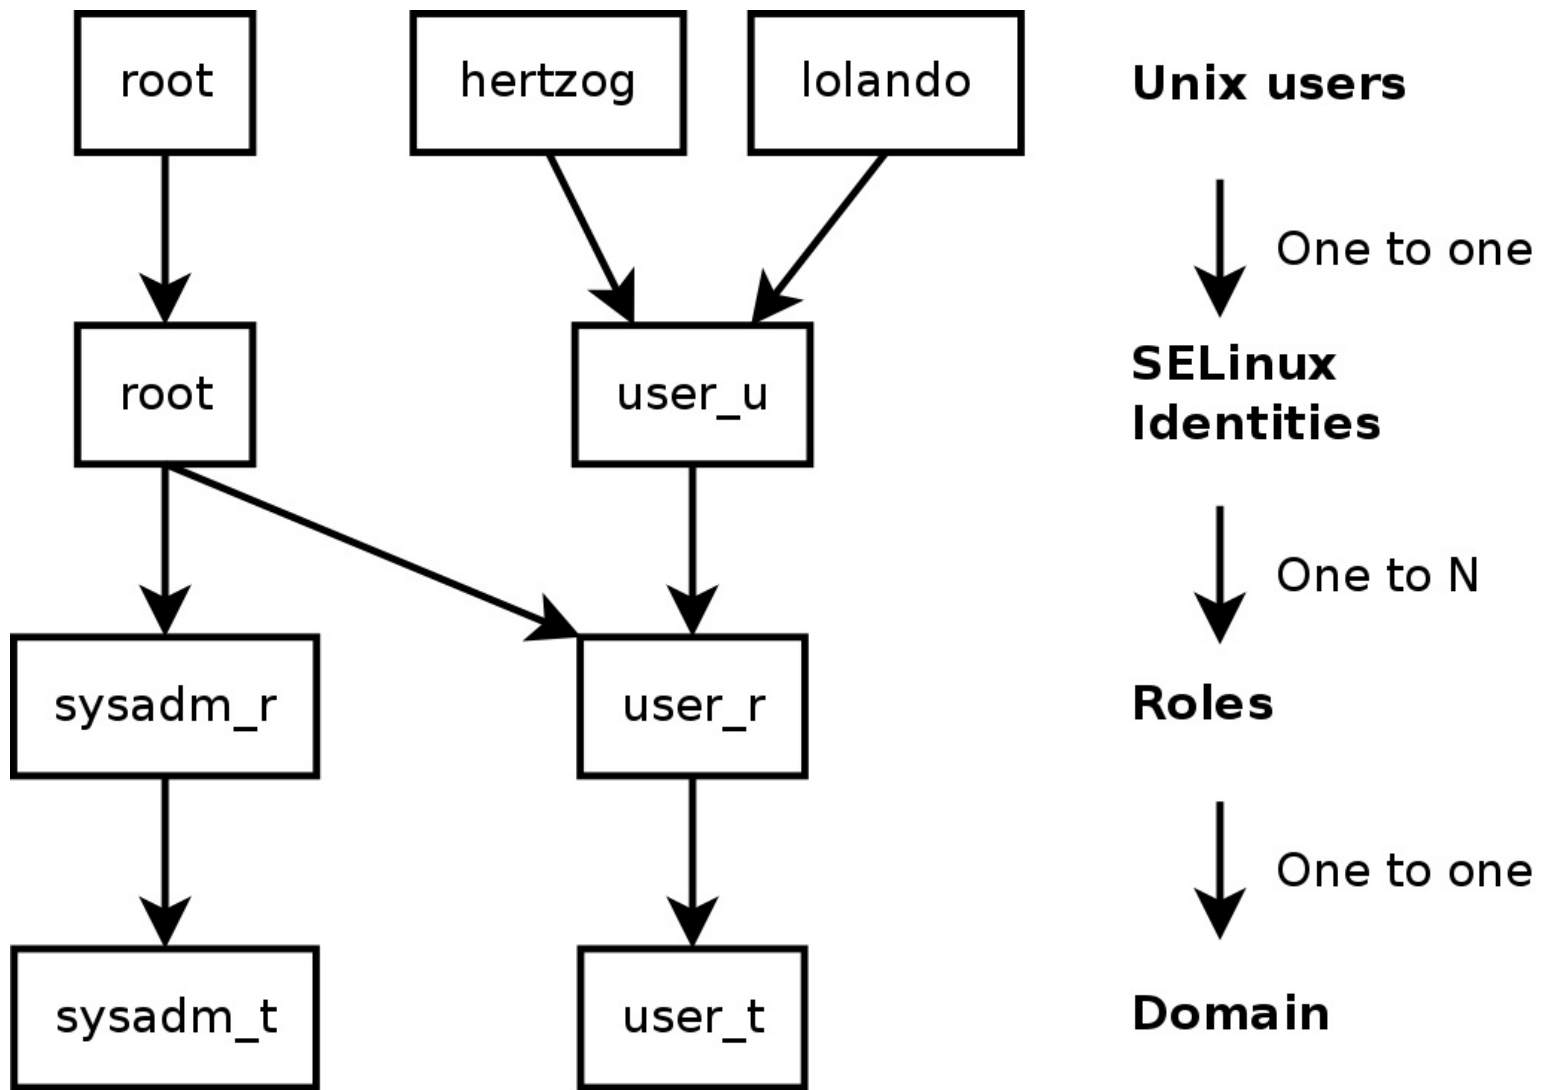 root
hertzog
lolando
Unix users
One to one
root
user_u
SELinux
Identities
One to N
sysadm_r
user_r
Roles
One to one
sysadm_t
user_t
Domain